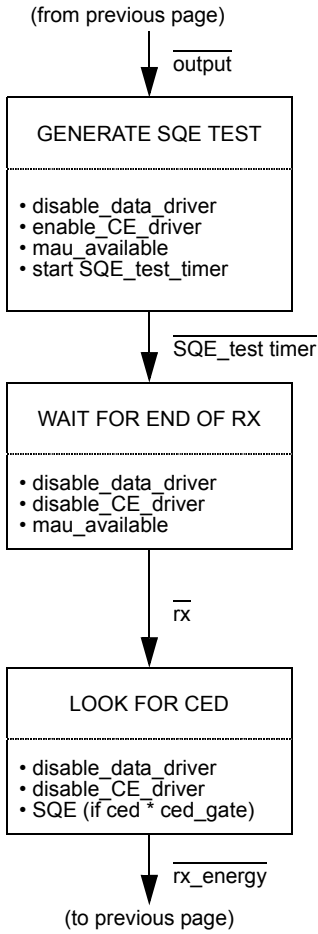 (from previous page)
output
GENERATE SQE TEST
• disable_data_driver
• enable_CE_driver
• mau_available
• start SQE_test_timer
SQE_test timer
WAIT FOR END OF RX
• disable_data_driver
• disable_CE_driver
• mau_available
rx
LOOK FOR CED
• disable_data_driver
• disable_CE_driver
• SQE (if ced * ced_gate)
rx_energy
(to previous page)